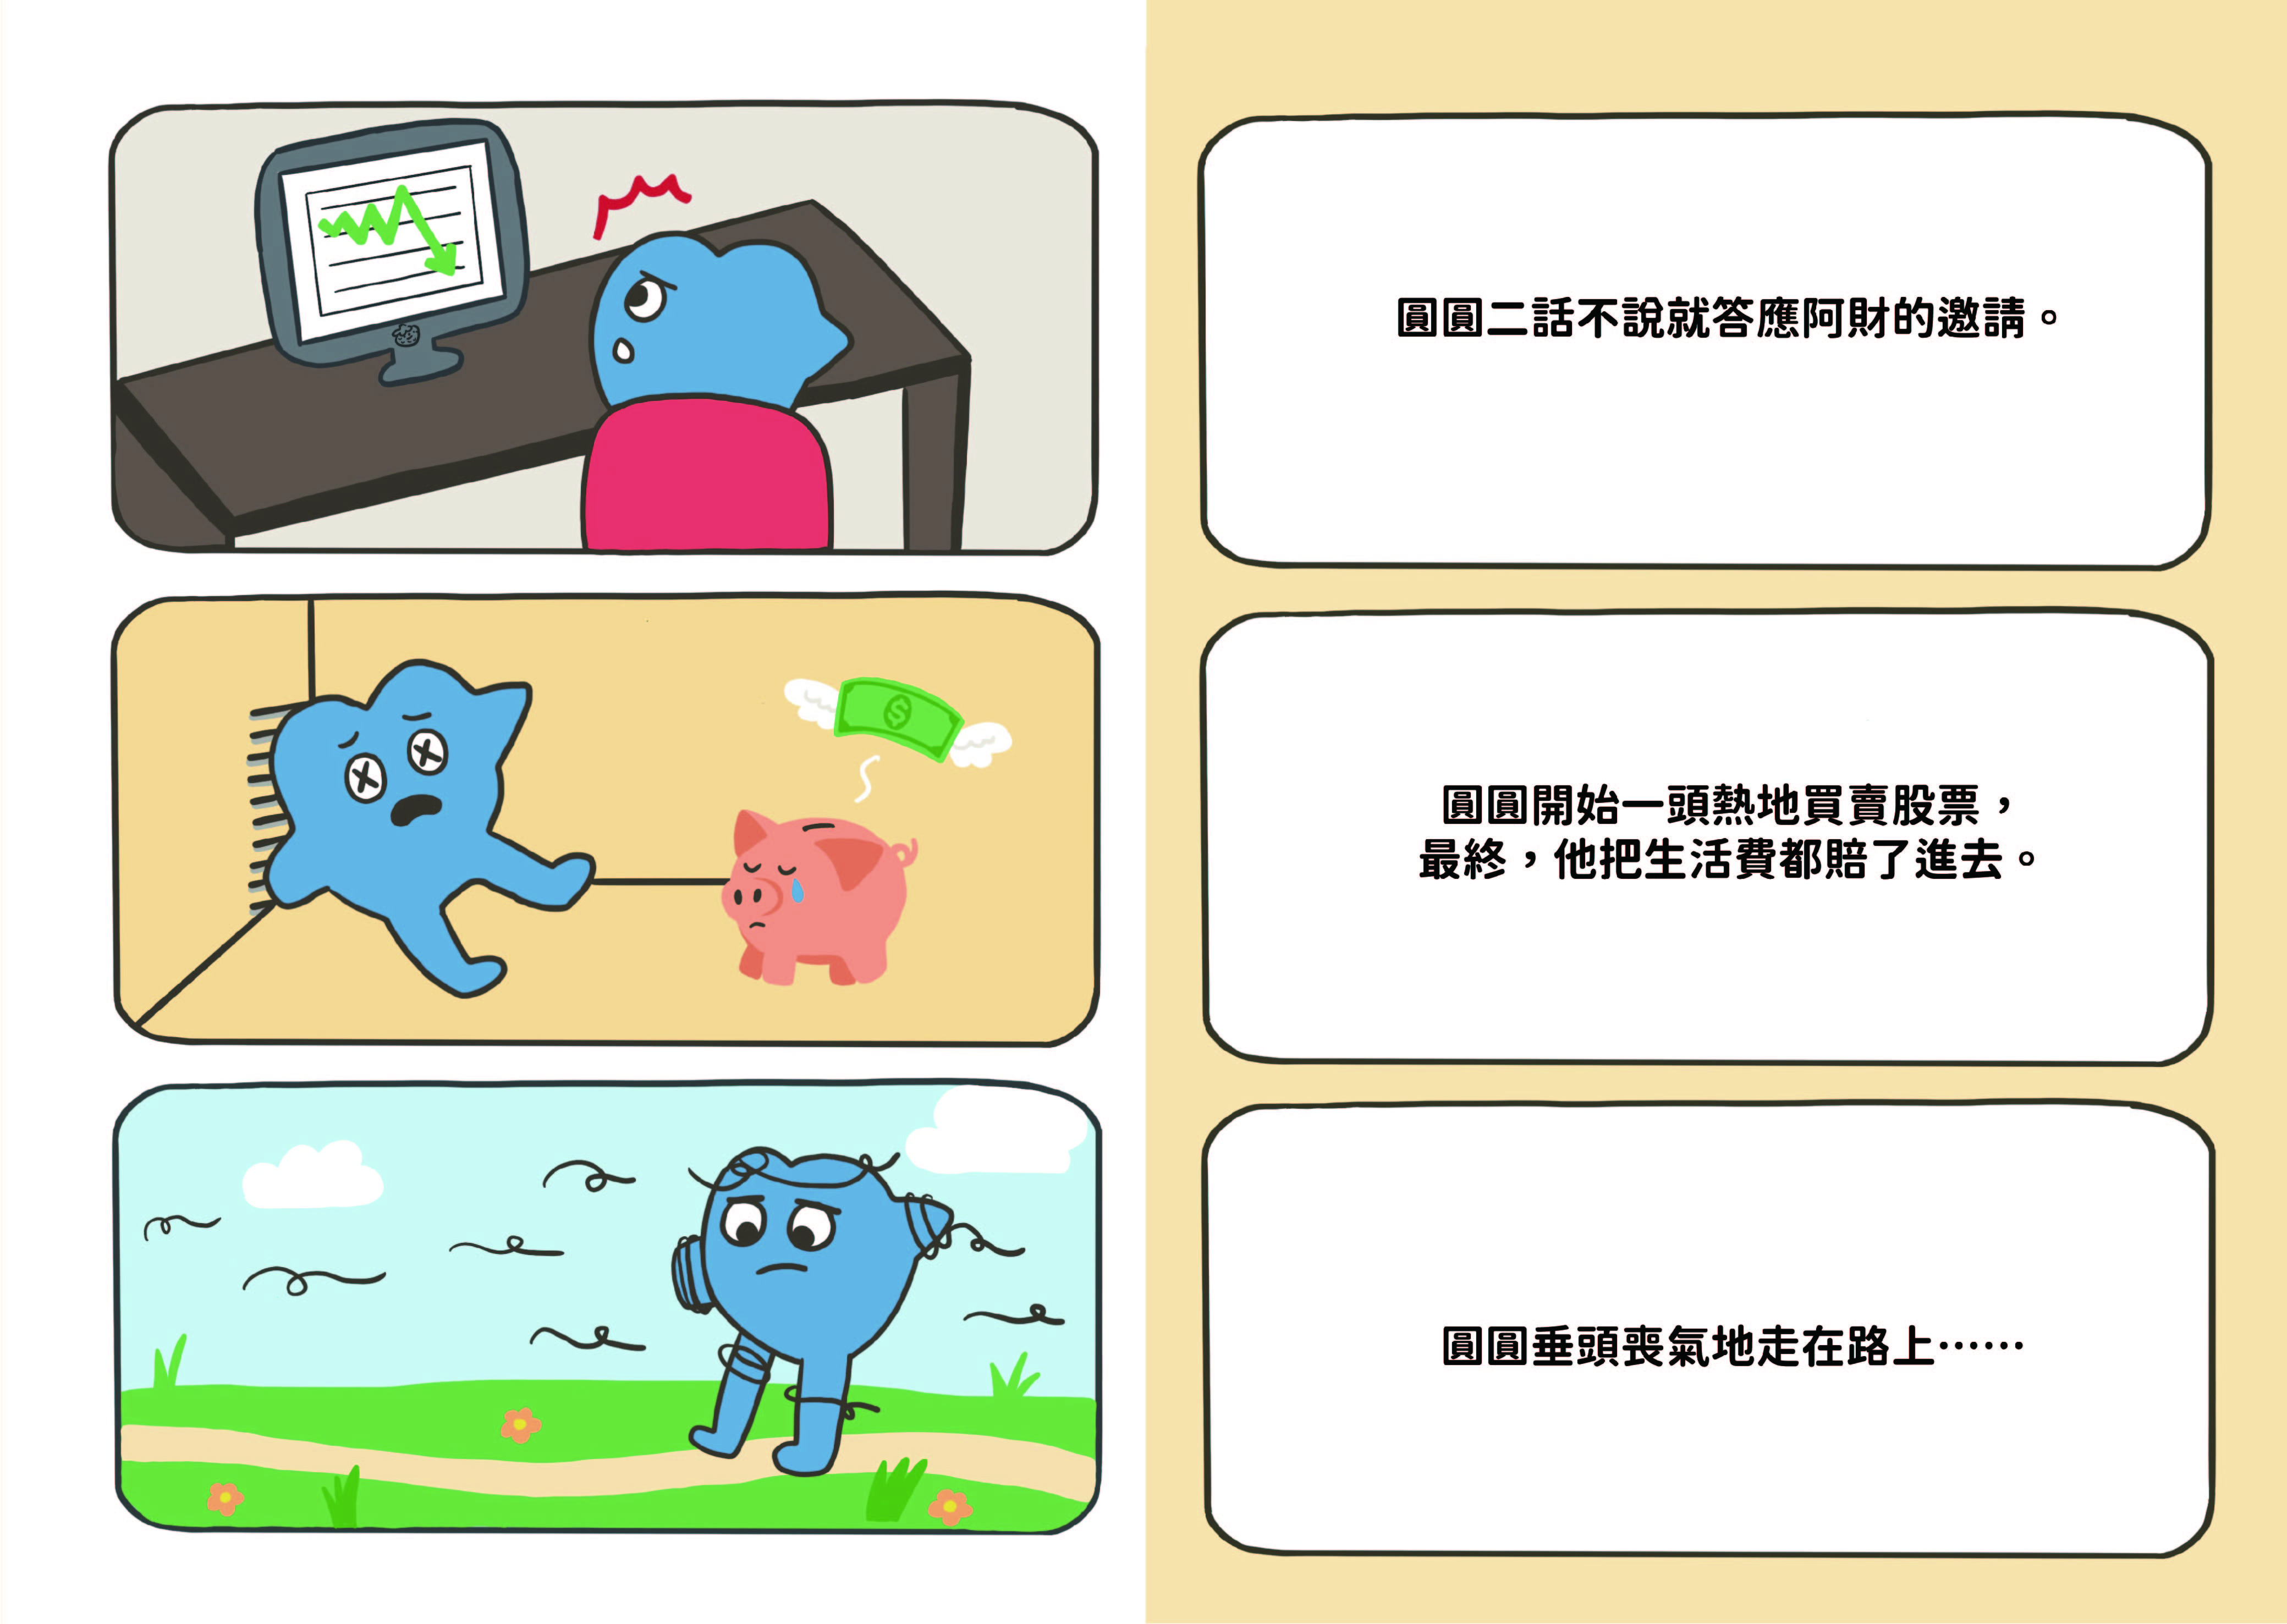 圓圓二話不說就答應阿財的邀請。
圓圓開始一頭熱地買賣股票，
最終，他把生活費都賠了進去。
圓圓垂頭喪氣地走在路上⋯⋯